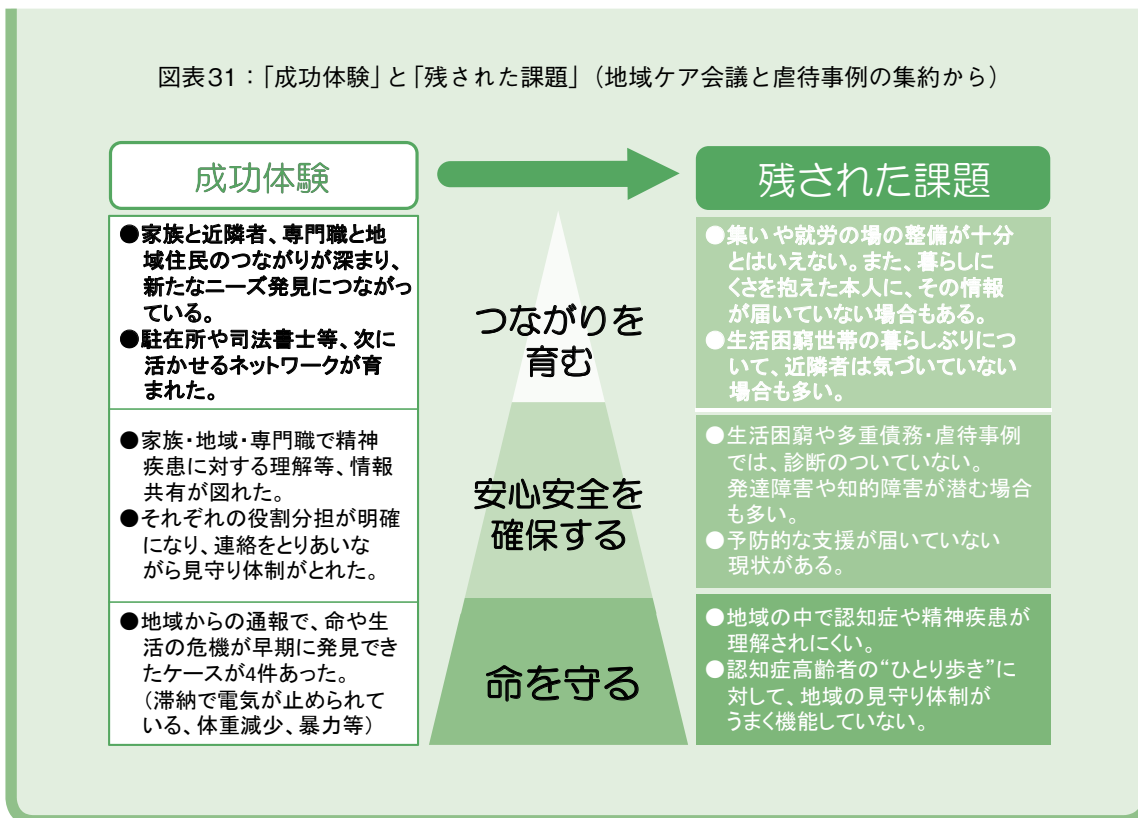 図表31：「成功体験」と「残された課題」（地域ケア会議と虐待事例の集約から）
成功体験
残された課題
●家族と近隣者、専門職と地
域住民のつながりが深まり、
新たなニーズ発見につながっ
ている。
●駐在所や司法書士等、次に
活かせるネットワークが育
まれた。
つながりを
育む
●集いや就労の場の整備が十分
とはいえない。また、暮らしに
くさを抱えた本人に、その情報
が届いていない場合もある。
●生活困窮世帯の暮らしぶりにつ
いて、近隣者は気づいていない
場合も多い。
●家族・地域・専門職で精神
疾患に対する理解等、情報
共有が図れた。
●それぞれの役割分担が明確
になり、連絡をとりあいな
がら見守り体制がとれた。
安心安全を
確保する
●生活困窮や多重債務・虐待事例
では、診断のついていない。
発達障害や知的障害が潜む場合
も多い。
●予防的な支援が届いていない
現状がある。
●地域からの通報で、命や生
活の危機が早期に発見でき
たケースが4件あった。
（滞納で電気が止められて
いる、体重減少、暴力等）
命を守る
●地域の中で認知症や精神疾患が
理解されにくい。
●認知症高齢者の“ひとり歩き”に
対して、地域の見守り体制が
うまく機能していない。